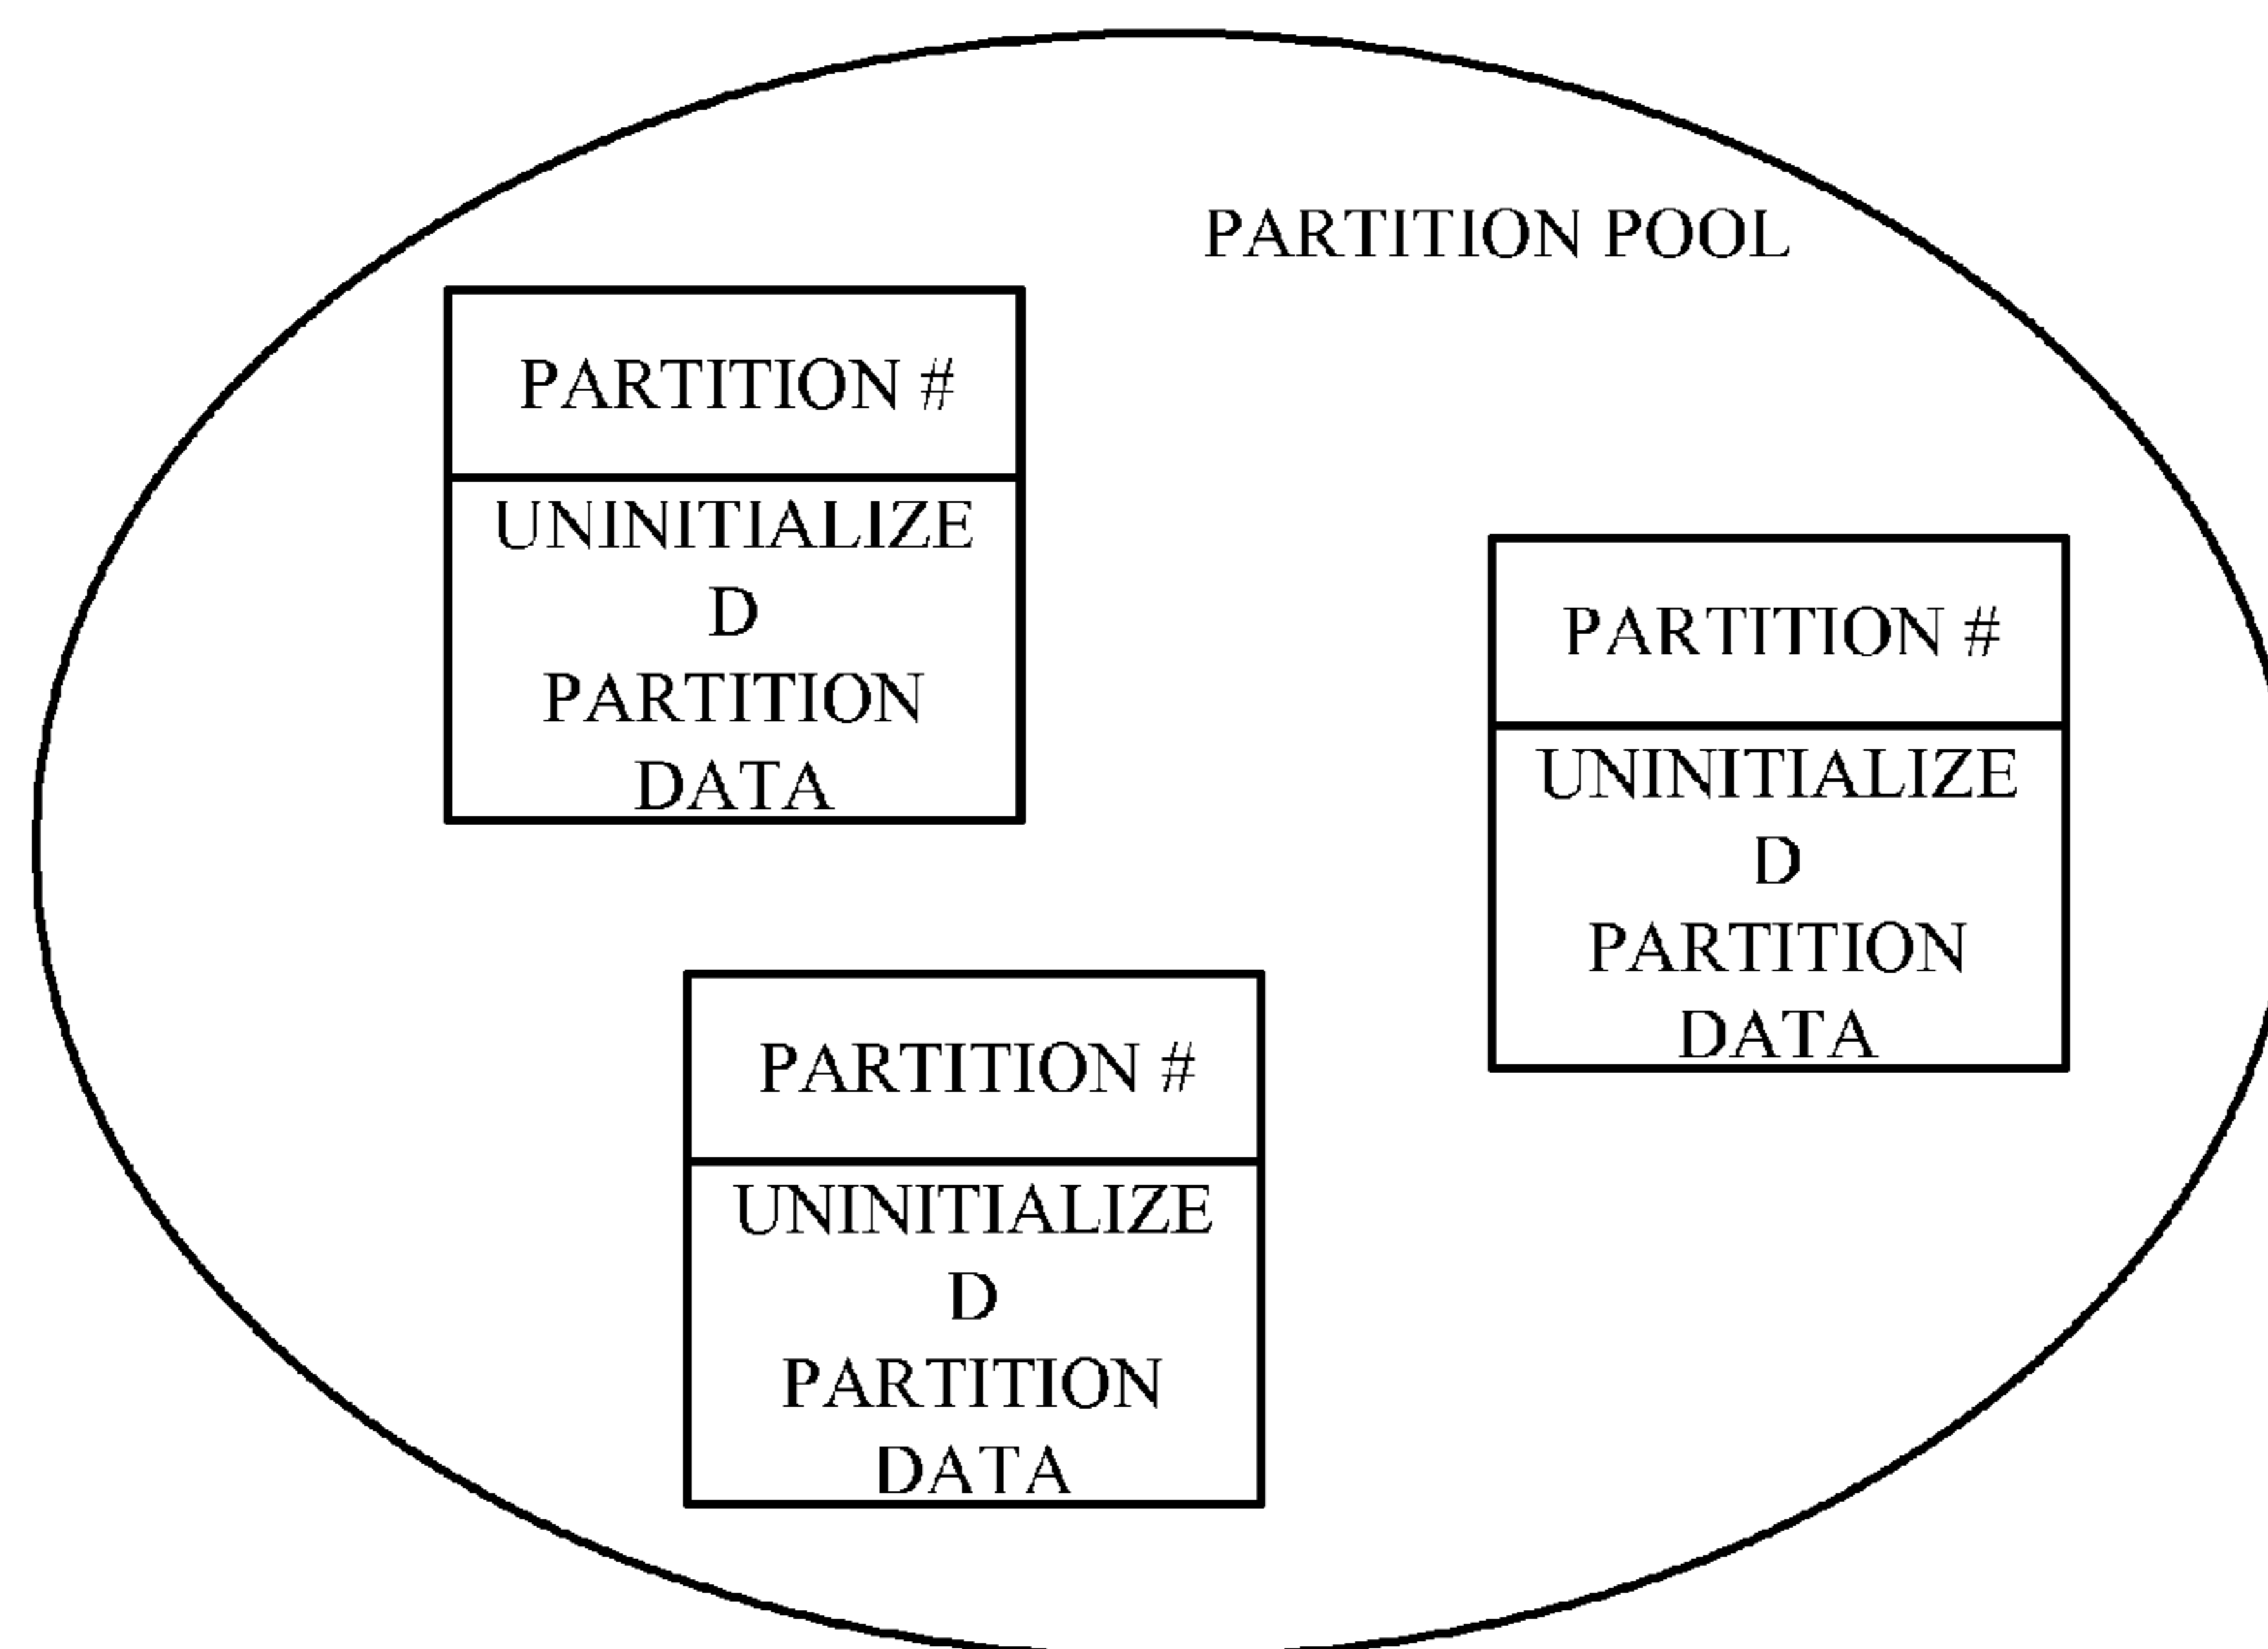 PARTITION POOL
PARTITION #
UNINITIALIZE
D
PARTITION
DATA
PARTITION #
UNINITIALIZE
D
PARTITION
DATA
PARTITION #
UNINITIALIZE
D
PARTITION
DATA